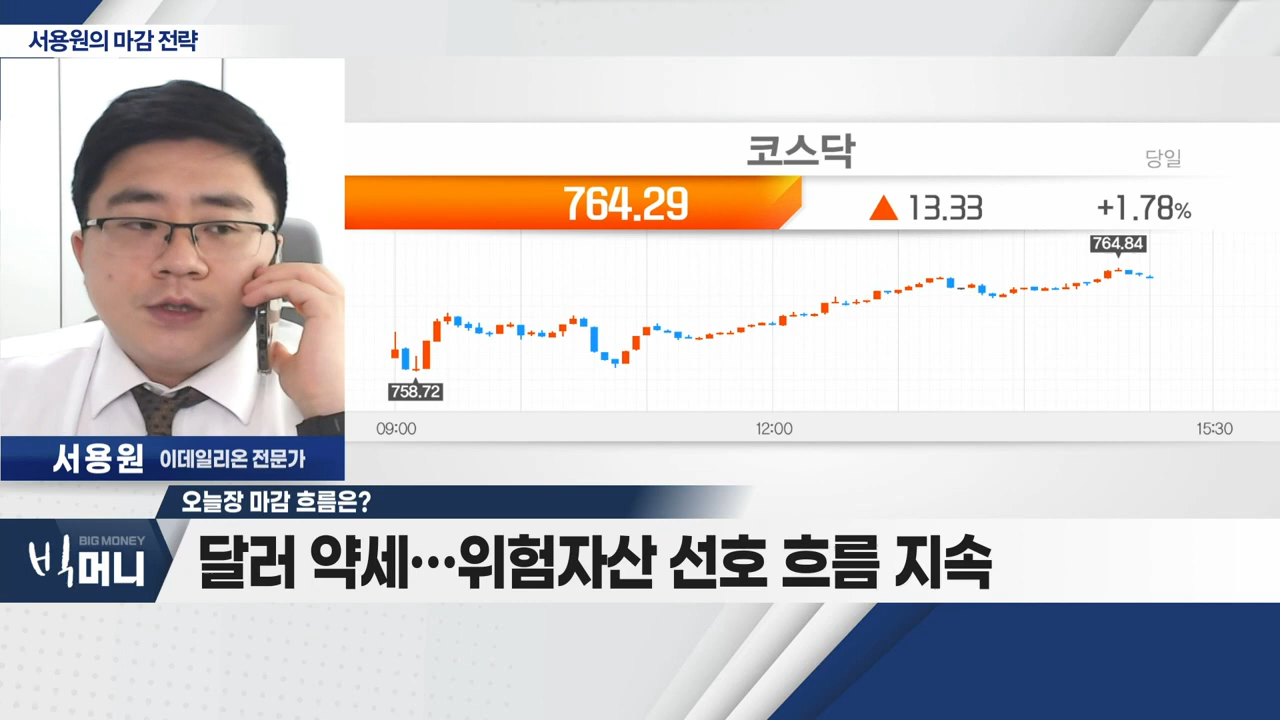 서용원의 마감 전략
코스닥
당일
764.29
▲ 13.33
+1.78%
764.84
758.72
09:00
12:00
15:30
서용원 이데일리온 전문가
오늘장 마감 흐름은?
BIG MONEY
빅머니
달러 약세…위험자산 선호 흐름 지속